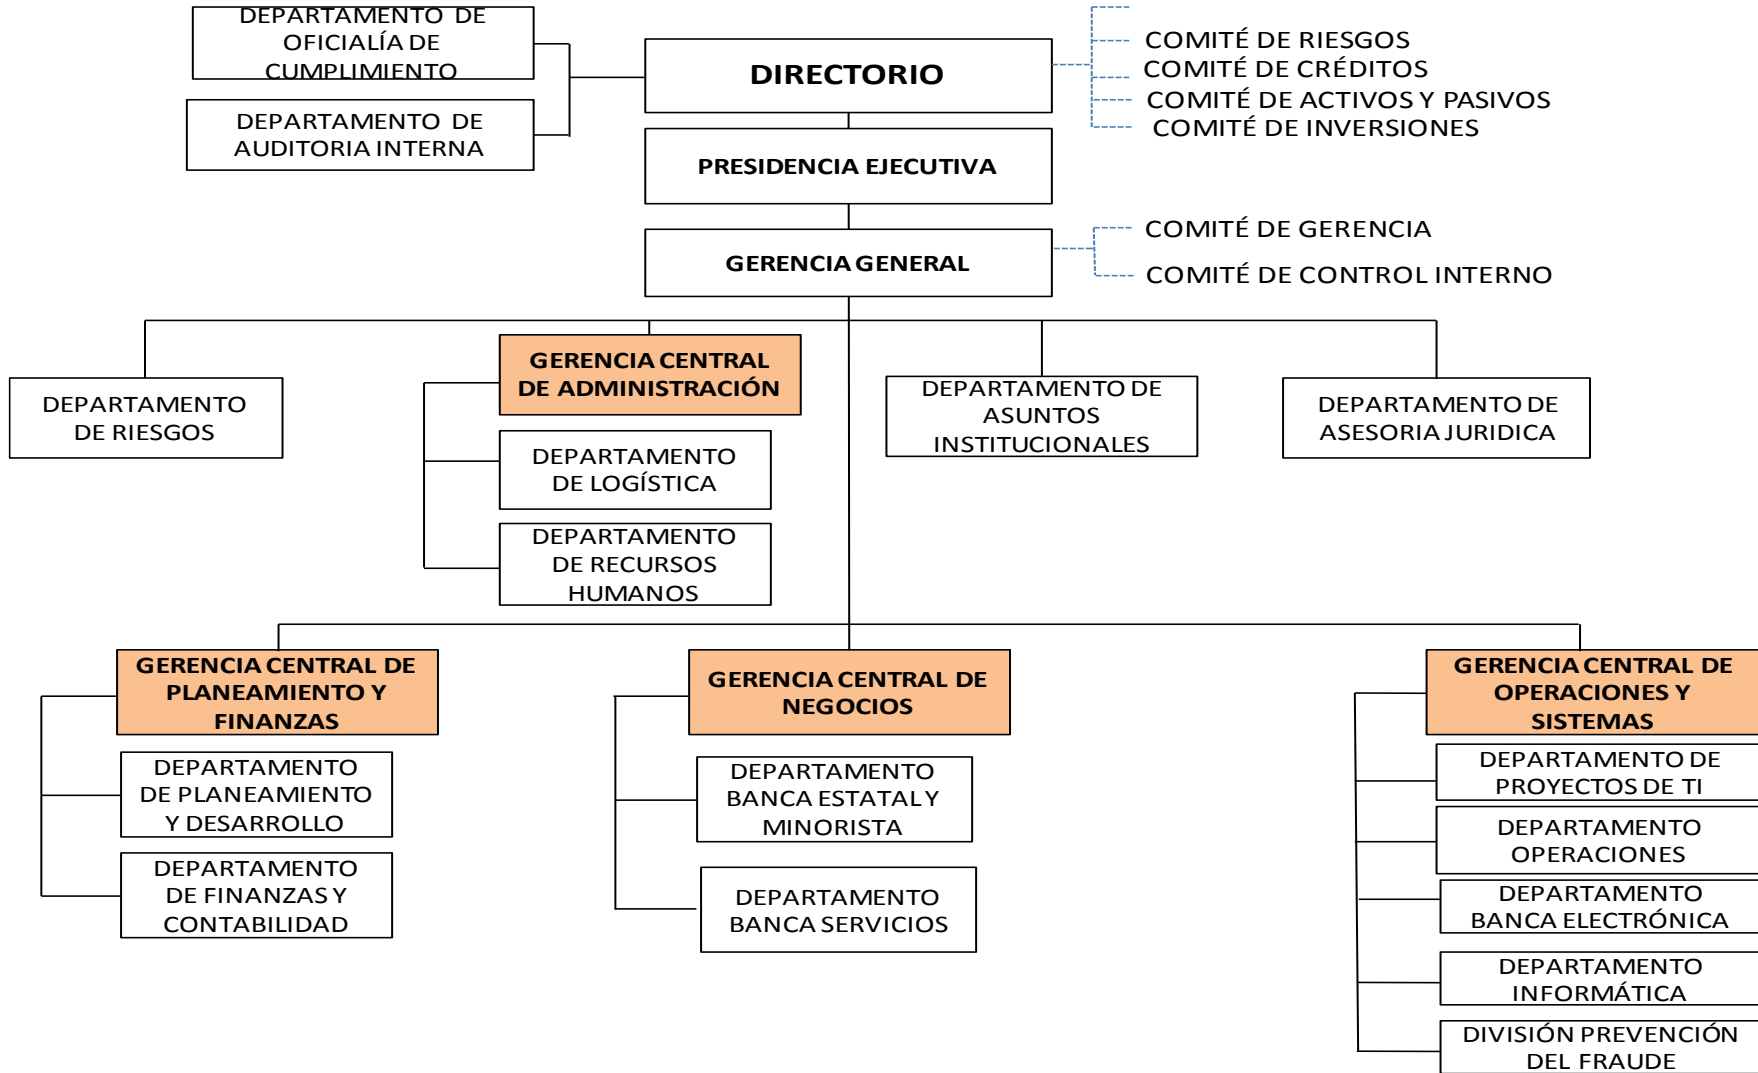 DEPARTAMENTO DE
OFICIALÍA DE
CUMPLIMIENTO
DEPARTAMENTO DE
AUDITORIA INTERNA
DIRECTORIO
COMITÉ DE RIESGOS
COMITÉ DE CRÉDITOS
COMITÉ DE ACTIVOS Y PASIVOS
COMITÉ DE INVERSIONES
PRESIDENCIA EJECUTIVA
GERENCIA GENERAL
COMITÉ DE GERENCIA
COMITÉ DE CONTROL INTERNO
DEPARTAMENTO
DE RIESGOS
GERENCIA CENTRAL
DE ADMINISTRACIÓN
DEPARTAMENTO
DE LOGÍSTICA
DEPARTAMENTO
DE RECURSOS
HUMANOS
DEPARTAMENTO DE
ASUNTOS
INSTITUCIONALES
DEPARTAMENTO DE
ASESORIA JURIDICA
GERENCIA CENTRAL DE
PLANEAMIENTO Y
FINANZAS
DEPARTAMENTO
DE PLANEAMIENTO
Y DESARROLLO
DEPARTAMENTO
DE FINANZAS Y
CONTABILIDAD
GERENCIA CENTRAL DE
NEGOCIOS
DEPARTAMENTO
BANCA ESTATAL Y
MINORISTA
DEPARTAMENTO
BANCA SERVICIOS
GERENCIA CENTRAL DE
OPERACIONES Y
SISTEMAS
DEPARTAMENTO DE
PROYECTOS DE TI
DEPARTAMENTO
OPERACIONES
DEPARTAMENTO
BANCA ELECTRÓNICA
DEPARTAMENTO
INFORMÁTICA
DIVISIÓN PREVENCIÓN
DEL FRAUDE